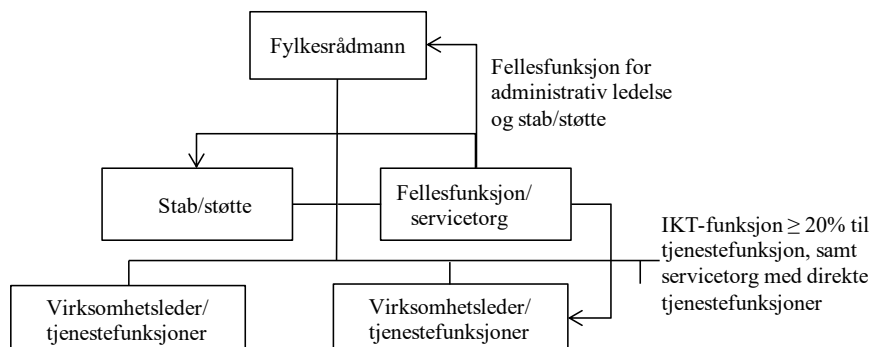 Fylkesrådmann
Fellesfunksjon for
administrativ ledelse
og stab/støtte
Stab/støtte
Fellesfunksjon/
servicetorg
IKT-funksjon ≥ 20% til
tjenestefunksjon, samt
servicetorg med direkte
tjenestefunksjoner
Virksomhetsleder/
tjenestefunksjoner
Virksomhetsleder/
tjenestefunksjoner